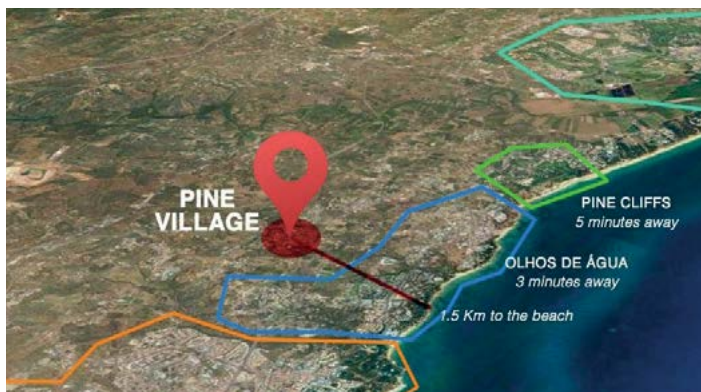 PINE
VILLAGE
PINE CLIFFS
5 minutes away
OLHOS DE ÁGUA
3 minutes away
1.5 Km to the beach